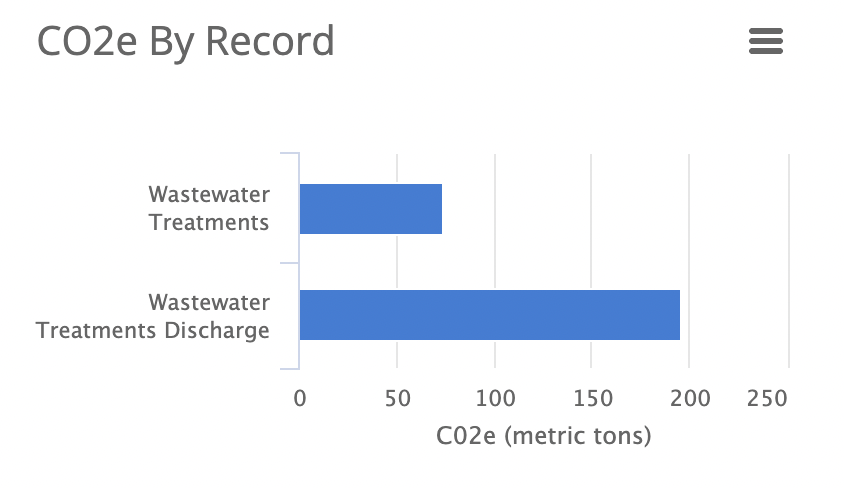 CO2e By Record
Wastewater
Treatments
Wastewater
Treatments Discharge
0 50 100 150 200 250
C02e (metric tons)